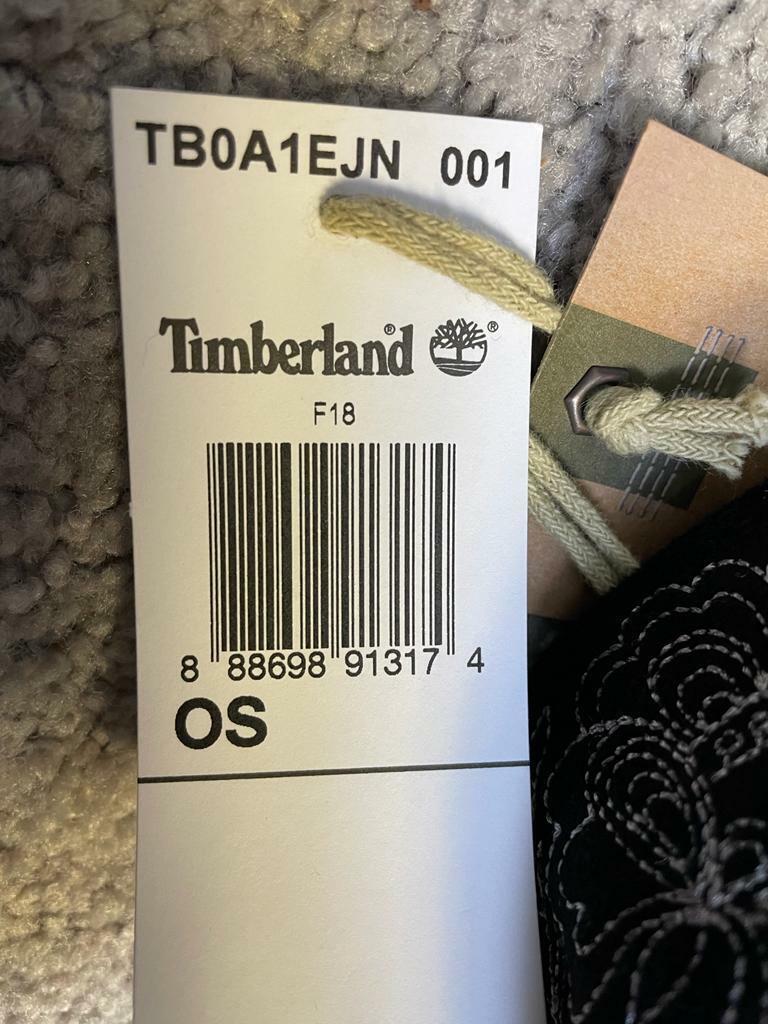 TB0A1EJN 001
Timberland® ®
F18
8 88698 91317 4
OS